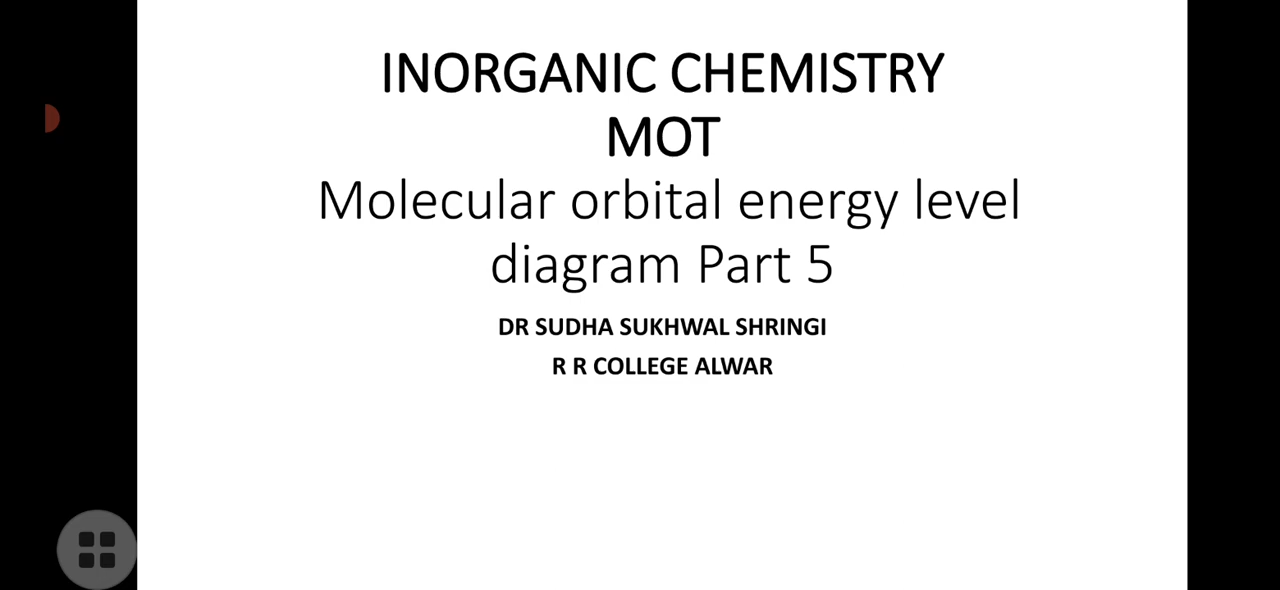 INORGANIC CHEMISTRY
MOT
Molecular orbital energy level
diagram Part 5
DR SUDHA SUKHWAL SHRINGI
R R COLLEGE ALWAR